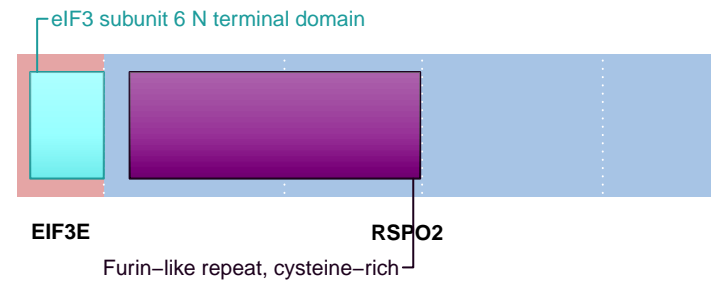 eIF3 subunit 6 N terminal domain
EIF3E
RSPO2
Furin−like repeat, cysteine−rich